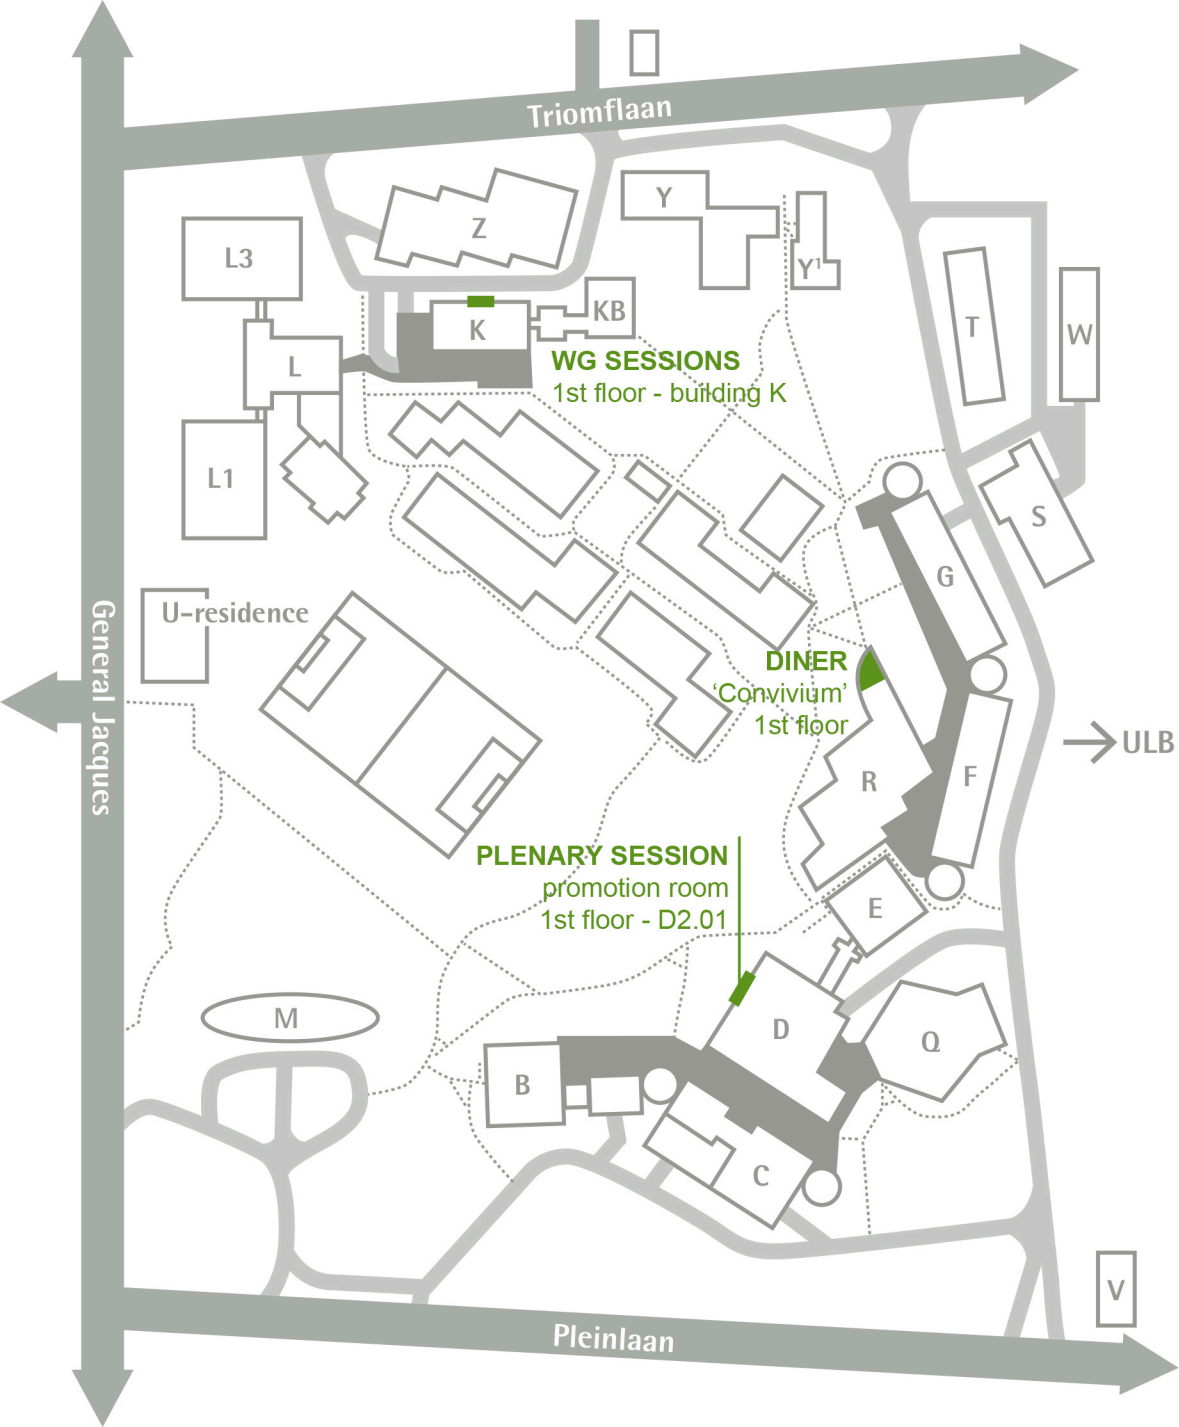 Triomflaan
Y
Z
L3
Y1
KB
K
T
W
WG SESSIONS
1st floor - building K
L
L1
S
G
U-residence
General Jacques
DINER
‘Convivium’
1st floor
ULB
R
F
PLENARY SESSION
promotion room
1st floor - D2.01
E
M
D
Q
B
C
V
Pleinlaan